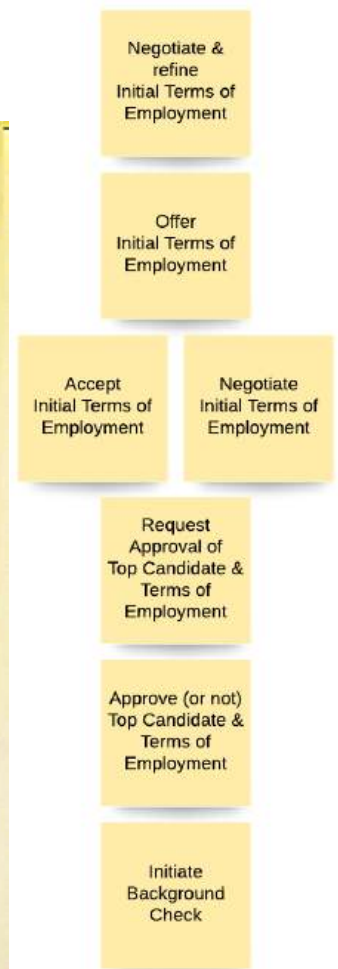 Negotiate &
refine
Initial Terms of
Employment
Offer
Initial Terms of
Employment
Accept
Initial Terms of
Employment
Negotiate
Initial Terms of
Employment
Request
Approval of
Top Candidate &
Terms of
Employment
Approve (or not)
Top Candidate &
Terms of
Employment
Initiate
Background
Check